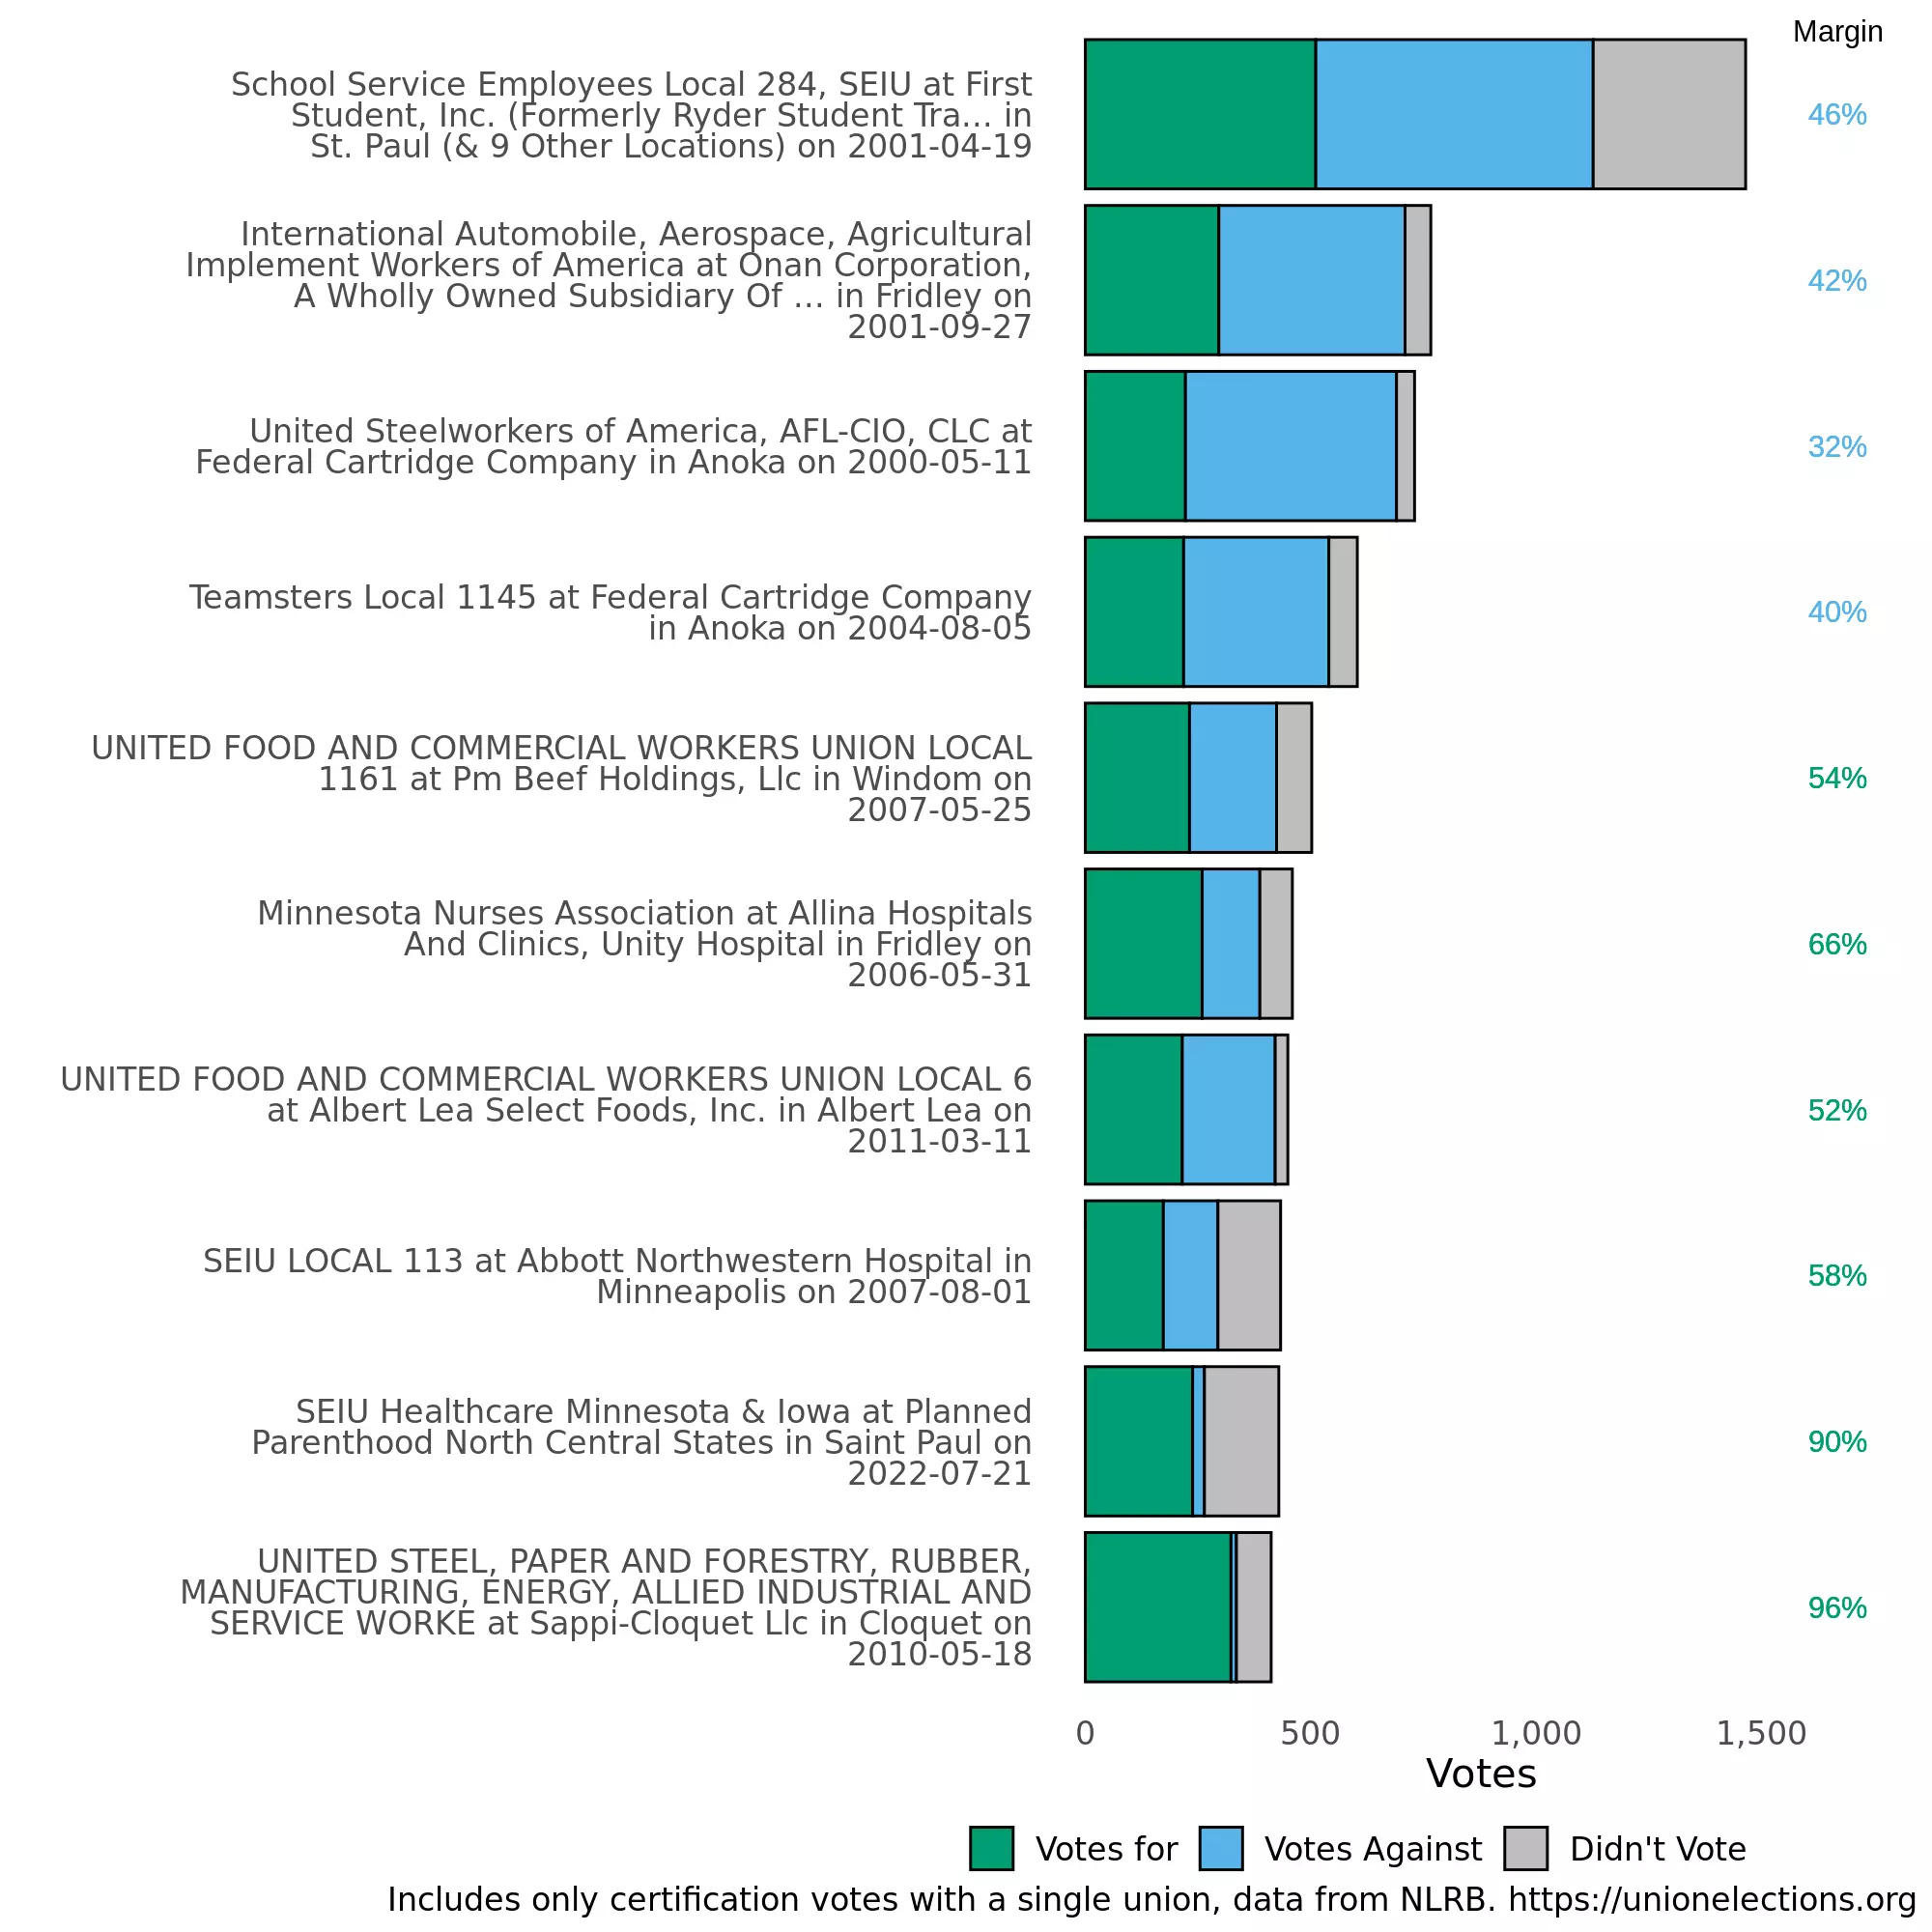 Margin
School Service Employees Local 284, SEIU at First
Student, Inc. (Formerly Ryder Student Tra... in
St. Paul (& 9 Other Locations) on 2001-04-19
46%
International Automobile, Aerospace, Agricultural
Implement Workers of America at Onan Corporation,
A Wholly Owned Subsidiary Of ... in Fridley on
2001-09-27
42%
United Steelworkers of America, AFL-CIO, CLC at
Federal Cartridge Company in Anoka on 2000-05-11
32%
Teamsters Local 1145 at Federal Cartridge Company
in Anoka on 2004-08-05
40%
UNITED FOOD AND COMMERCIAL WORKERS UNION LOCAL
1161 at Pm Beef Holdings, Llc in Windom on
2007-05-25
54%
Minnesota Nurses Association at Allina Hospitals
And Clinics, Unity Hospital in Fridley on
2006-05-31
66%
UNITED FOOD AND COMMERCIAL WORKERS UNION LOCAL 6
at Albert Lea Select Foods, Inc. in Albert Lea on
2011-03-11
52%
SEIU LOCAL 113 at Abbott Northwestern Hospital in
Minneapolis on 2007-08-01
58%
SEIU Healthcare Minnesota & Iowa at Planned
Parenthood North Central States in Saint Paul on
2022-07-21
90%
UNITED STEEL, PAPER AND FORESTRY, RUBBER,
MANUFACTURING, ENERGY, ALLIED INDUSTRIAL AND
SERVICE WORKE at Sappi-Cloquet Llc in Cloquet on
2010-05-18
96%
0 500 1,000 1,500
Votes
Votes for Votes Against Didn't Vote
Includes only certification votes with a single union, data from NLRB. https://unionelections.org